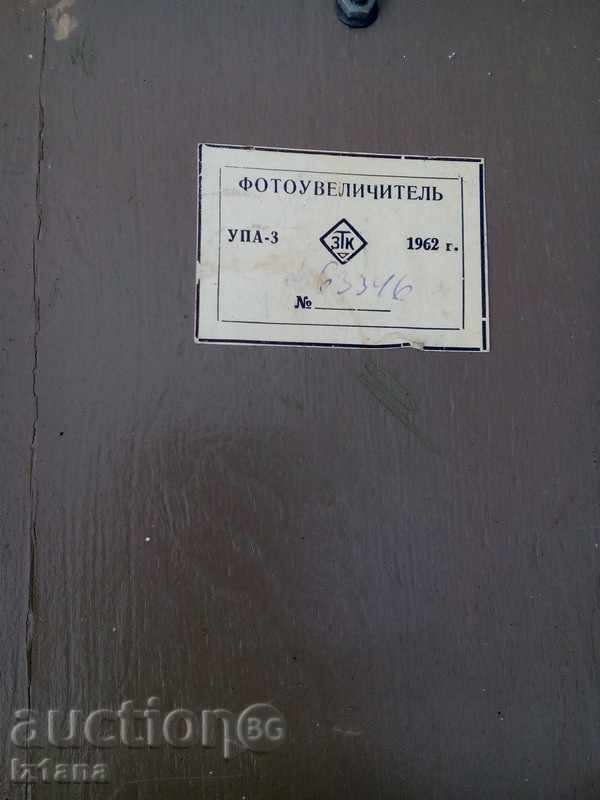 ФОТОУВЕЛИЧИТЕЛЬ
УПА-3 ЗТК 1962 г.
63346
№
auction BG
Iztana